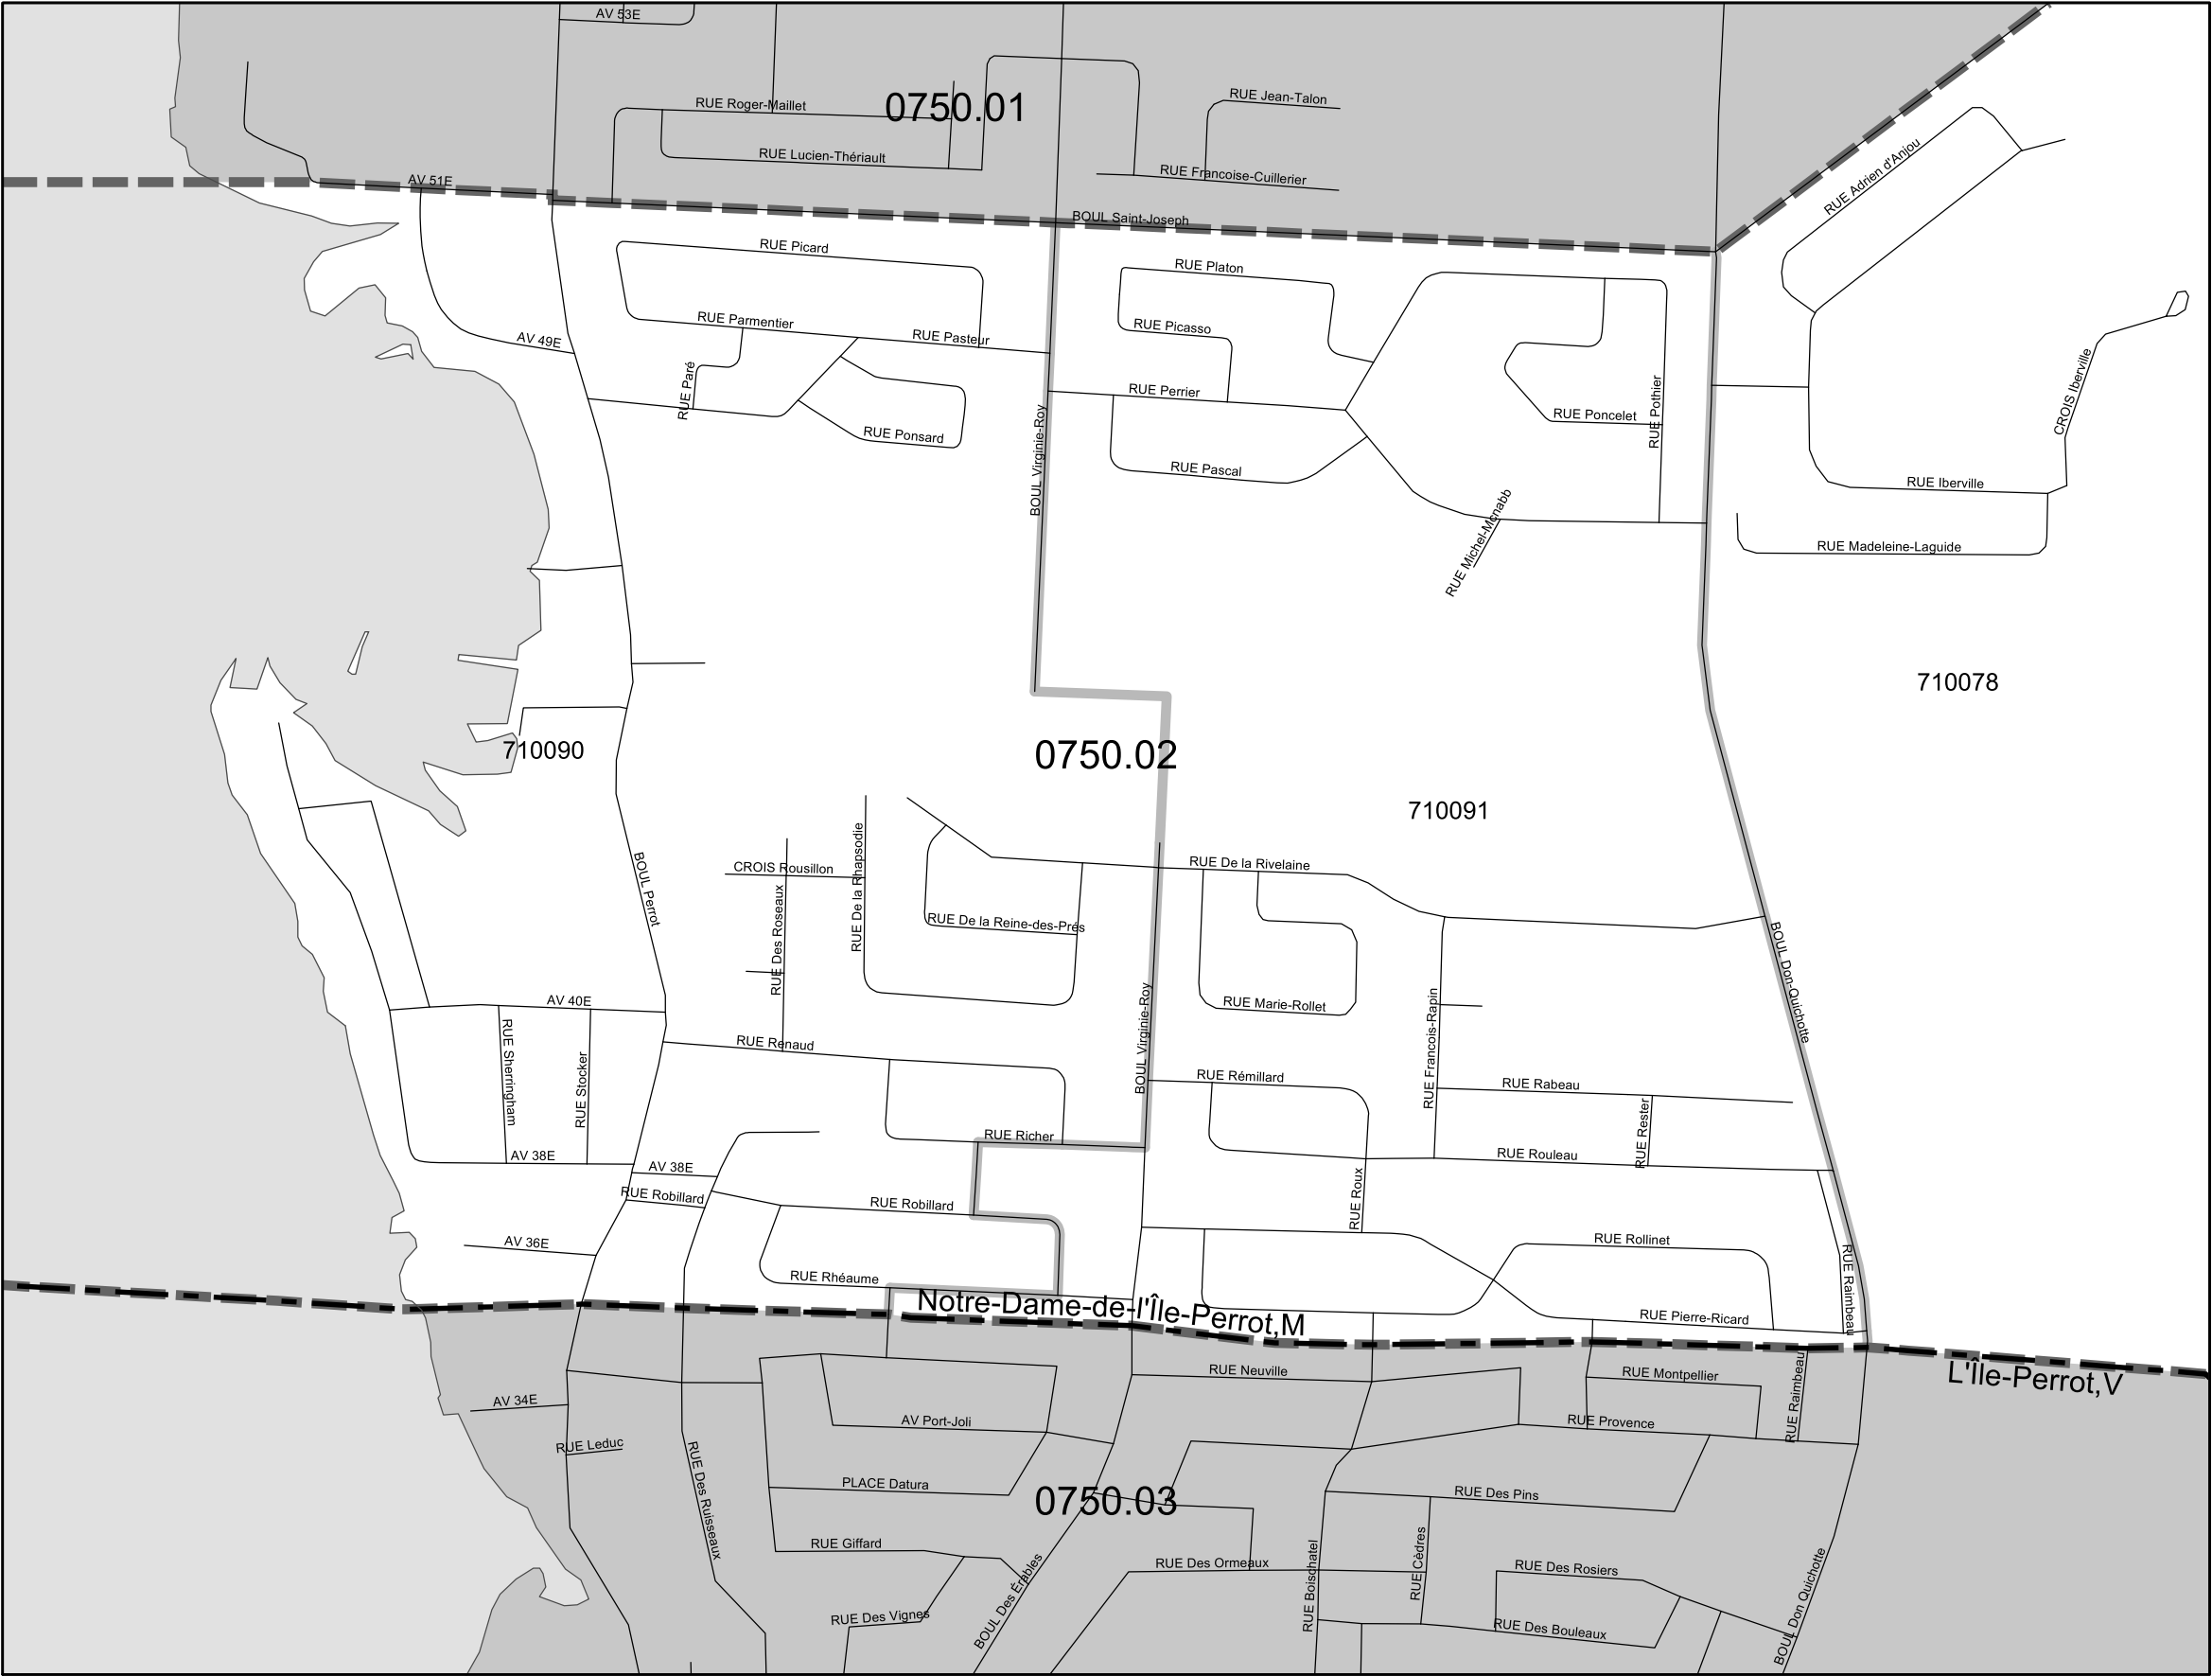 AV 53E
RUE Roger-Maillet
0750.01
RUE Jean-Talon
RUE Lucien-Thériault
RUE Francoise-Cuillerier
RUE Adrien d'Anjou
AV 51E
BOUL Saint-Joseph
RUE Picard
RUE Platon
RUE Parmentier
RUE Picasso
RUE Pasteur
AV 49E
RUE Paré
RUE Perrier
RUE Pothier
CROIS Iberville
RUE Poncelet
RUE Ponsard
BOUL Virginie-Roy
RUE Pascal
RUE Iberville
RUE Michel-Mcnabb
RUE Madeleine-Laguide
710078
710090
0750.02
710091
BOUL Perrot
CROIS Rousillon
RUE De la Rhapsodie
RUE De la Rivelaine
RUE Des Roseaux
RUE De la Reine-des-Prés
BOUL Don-Quichotte
AV 40E
RUE Marie-Rollet
BOUL Virginie-Roy
RUE Francois-Rapin
RUE Sherringham
RUE Stocker
RUE Renaud
RUE Rémillard
RUE Rabeau
RUE Rester
RUE Richer
AV 38E
AV 38E
RUE Rouleau
RUE Robillard
RUE Robillard
RUE Roux
AV 36E
RUE Rollinet
RUE Rhéaume
RUE Raimbeau
Notre-Dame-de-l'Île-Perrot,M
RUE Pierre-Ricard
RUE Neuville
RUE Montpellier
RUE Raimbeau
L'Île-Perrot,V
AV 34E
AV Port-Joli
RUE Provence
RUE Leduc
RUE Des Ruisseaux
PLACE Datura
0750.03
RUE Des Pins
RUE Giffard
RUE Des Ormeaux
RUE Boischatel
RUE Cèdres
RUE Des Rosiers
BOUL Des Érables
RUE Des Vignes
RUE Des Bouleaux
BOUL Don Quichotte